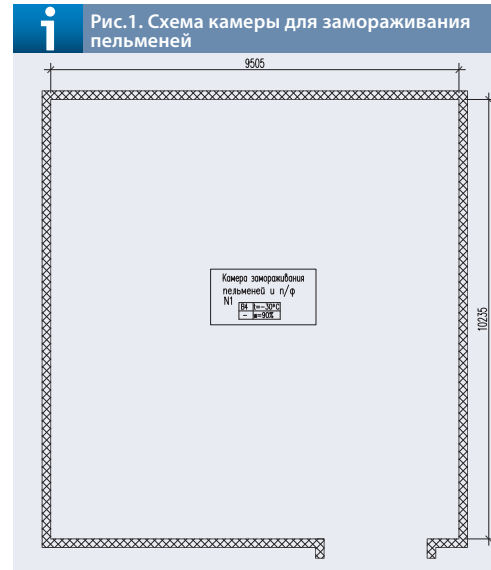 i
Рис.1. Схема камеры для замораживания
пельменей
9505
Камера замораживания
пельменей и п/ф
N1
В4 t=-30°C
– w=90%
10235